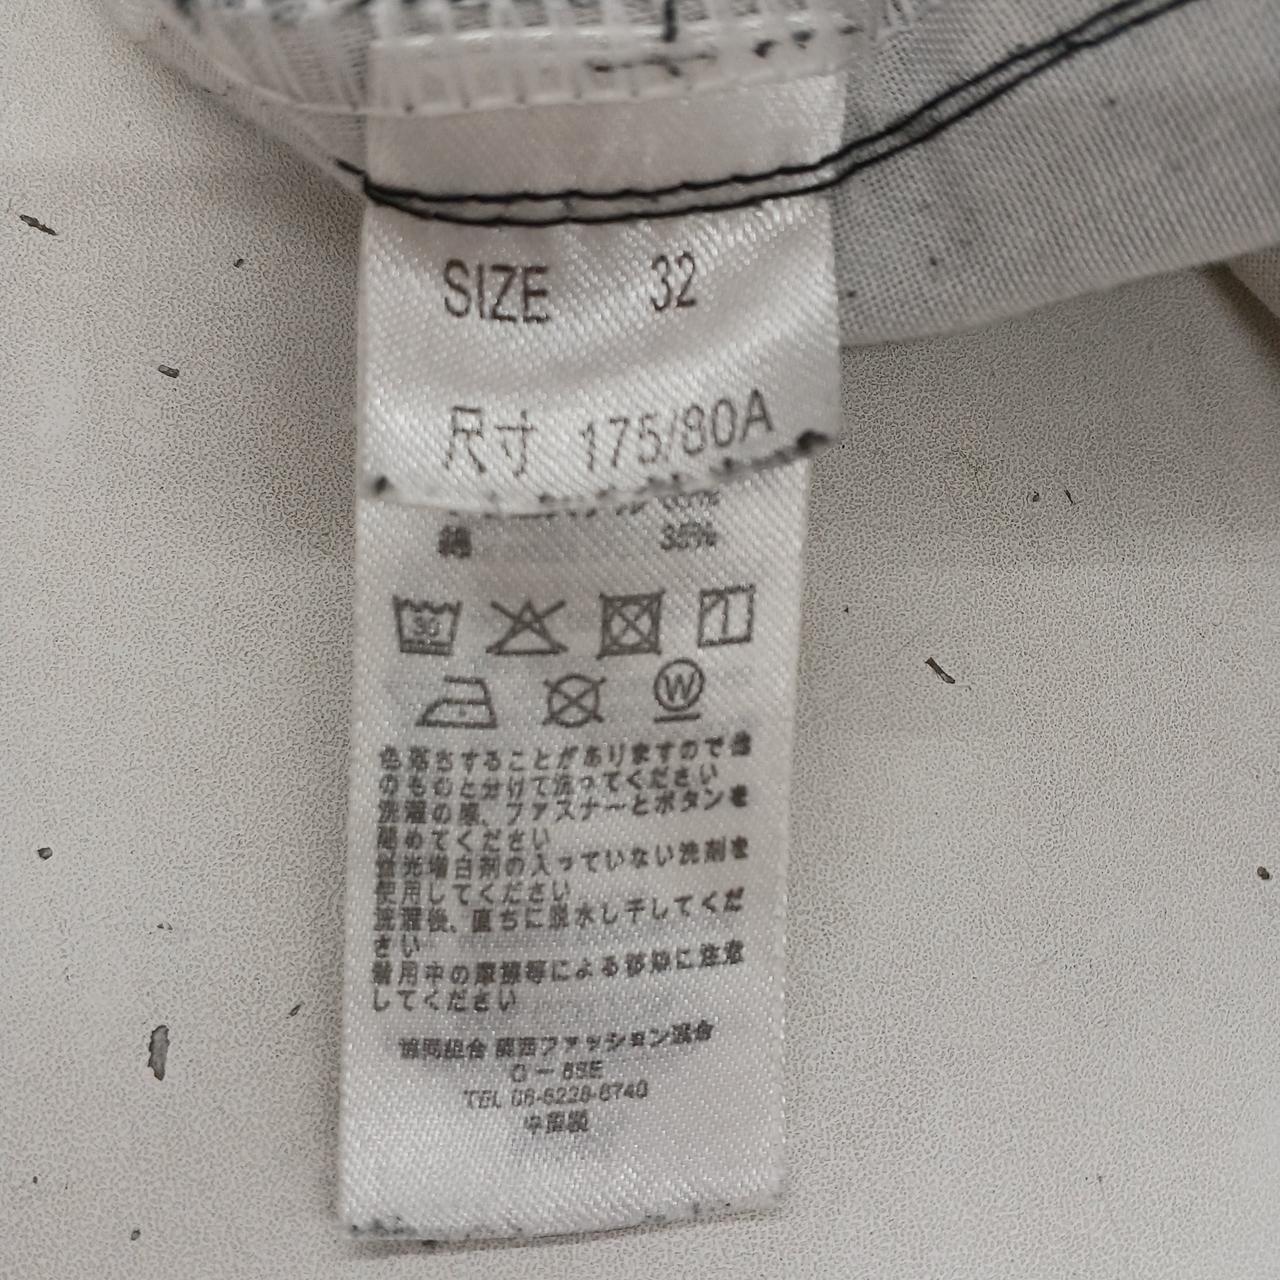 SIZE 32
尺寸 175/80A
綿 35%
30
W
色落ちすることがありますので他
のものと分けて洗ってください
洗濯の際、ファスナーとボタンを
留めてください
蛍光増白剤の入っていない洗剤を
使用してください
洗濯後、直ちに脱水し干してくだ
さい
着用中の摩擦等による移染に注意
してください
協同組合 関西ファッション連合
TEL 06-6228-6740
中国製